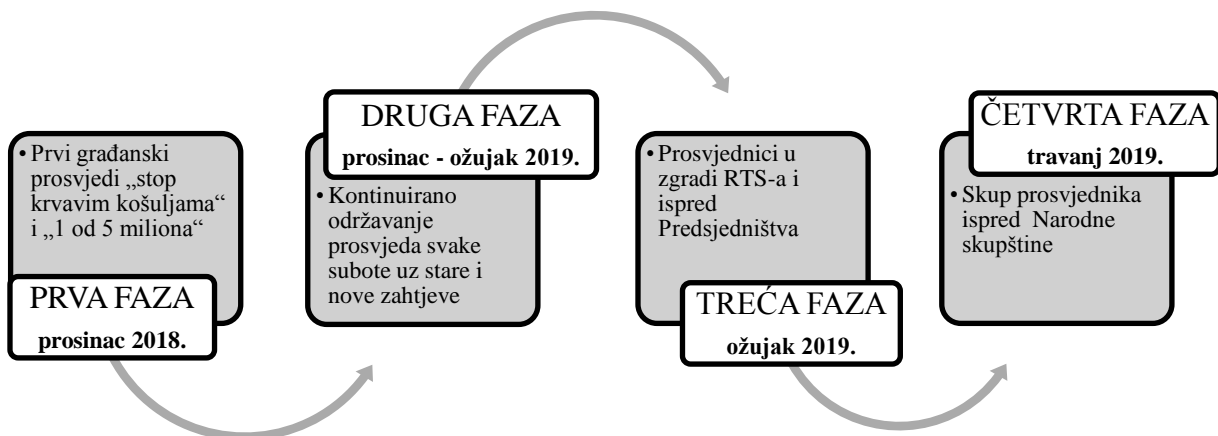 • Prvi građanski
prosvjedi „stop
krvavim košuljama“
i „1 od 5 miliona“
PRVA FAZA
prosinac 2018.
DRUGA FAZA
prosinac - ožujak 2019.
• Kontinuirano
održavanje
prosvjeda svake
subote uz stare i
nove zahtjeve
• Prosvjednici u
zgradi RTS-a i
ispred
Predsjedništva
TREĆA FAZA
ožujak 2019.
ČETVRTA FAZA
travanj 2019.
• Skup prosvjednika
ispred Narodne
skupštine